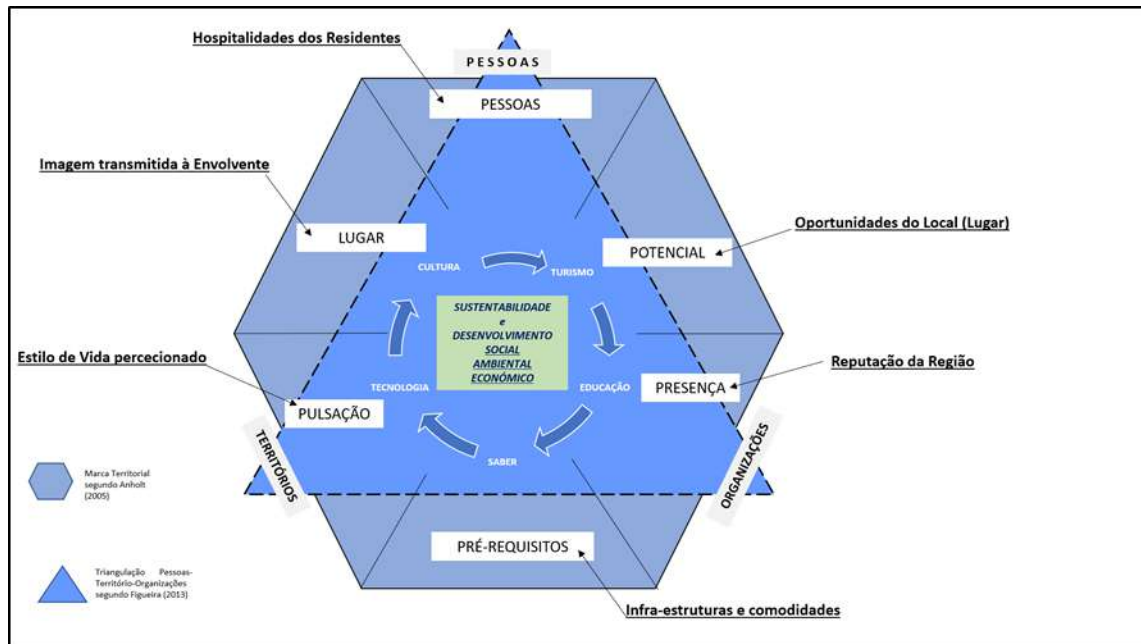 Hospitalidades dos Residentes
PESSOAS
PESSOAS
Imagem transmitida à Envolvente
LUGAR
Oportunidades do Local (Lugar)
POTENCIAL
CULTURA
TURISMO
SUSTENTABILIDADE
e
DESENVOLVIMENTO
SOCIAL
AMBIENTAL
ECONÓMICO
Estilo de Vida percecionado
Reputação da Região
TECNOLOGIA
EDUCAÇÃO
PRESENÇA
PULSAÇÃO
TERRITÓRIOS
ORGANIZAÇÕES
SABER
Marca Territorial
segundo Anholt
(2005)
PRÉ-REQUISITOS
Triangulação Pessoas-
Território-Organizações
segundo Figueira (2013)
Infra-estruturas e comodidades